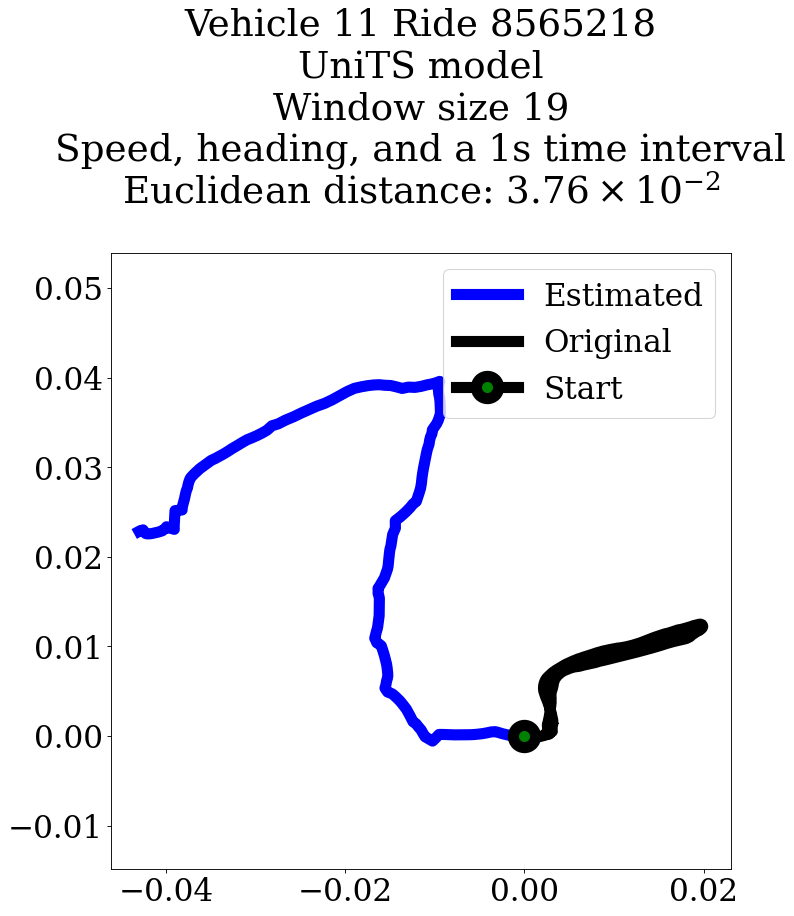 Vehicle 11 Ride 8565218
UniTS model
Window size 19
Speed, heading, and a 1s time interval
Euclidean distance: 3.76 × 10⁻²
Estimated
Original
Start
0.05
0.04
0.03
0.02
0.01
0.00
−0.01
−0.04
−0.02
0.00
0.02